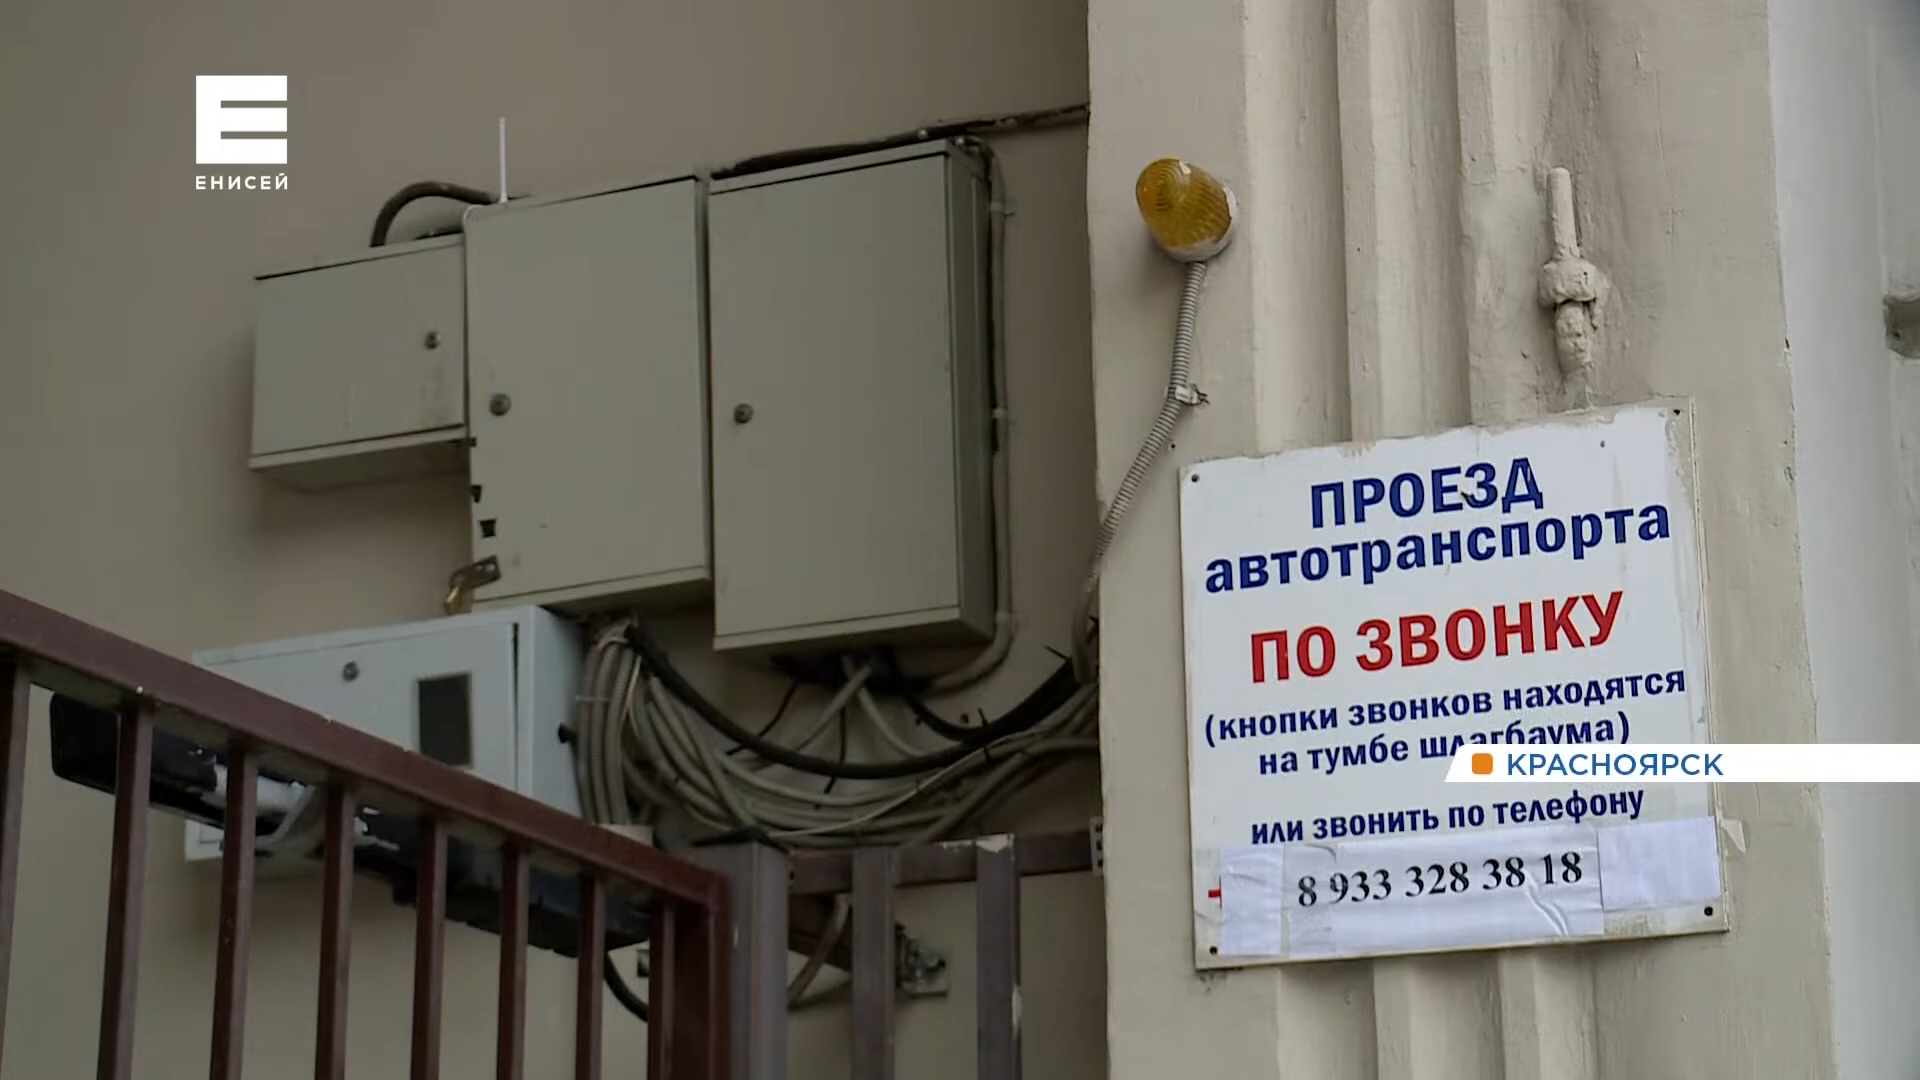 ЕНИСЕЙ
ПРОЕЗД
автотранспорта
ПО ЗВОНКУ
(кнопки звонков находятся
на тумбе шлагбаума)
КРАСНОЯРСК
или звонить по телефону
8 933 328 38 18